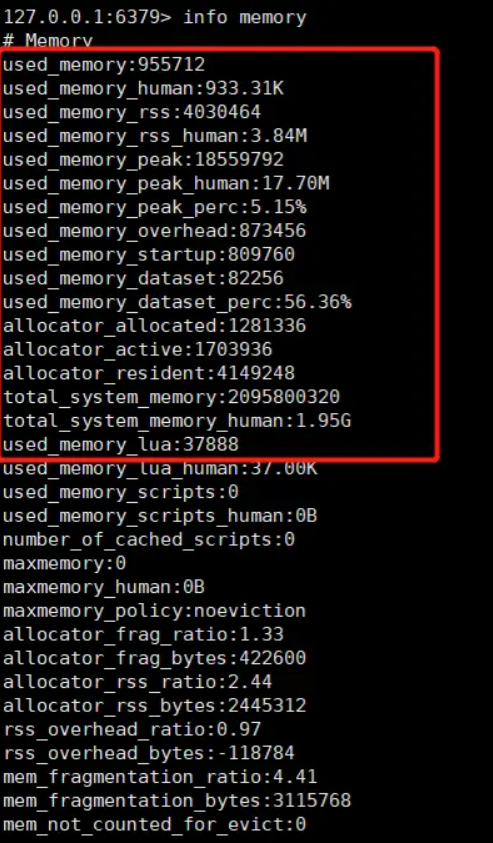 127.0.0.1:6379> info memory
# Memory
used_memory:955712
used_memory_human:933.31K
used_memory_rss:4030464
used_memory_rss_human:3.84M
used_memory_peak:18559792
used_memory_peak_human:17.70M
used_memory_peak_perc:5.15%
used_memory_overhead:873456
used_memory_startup:809760
used_memory_dataset:82256
used_memory_dataset_perc:56.36%
allocator_allocated:1281336
allocator_active:1703936
allocator_resident:4149248
total_system_memory:2095800320
total_system_memory_human:1.95G
used_memory_lua:37888
used_memory_lua_human:37.00K
used_memory_scripts:0
used_memory_scripts_human:0B
number_of_cached_scripts:0
maxmemory:0
maxmemory_human:0B
maxmemory_policy:noeviction
allocator_frag_ratio:1.33
allocator_frag_bytes:422600
allocator_rss_ratio:2.44
allocator_rss_bytes:2445312
rss_overhead_ratio:0.97
rss_overhead_bytes:-118784
mem_fragmentation_ratio:4.41
mem_fragmentation_bytes:3115768
mem_not_counted_for_evict:0